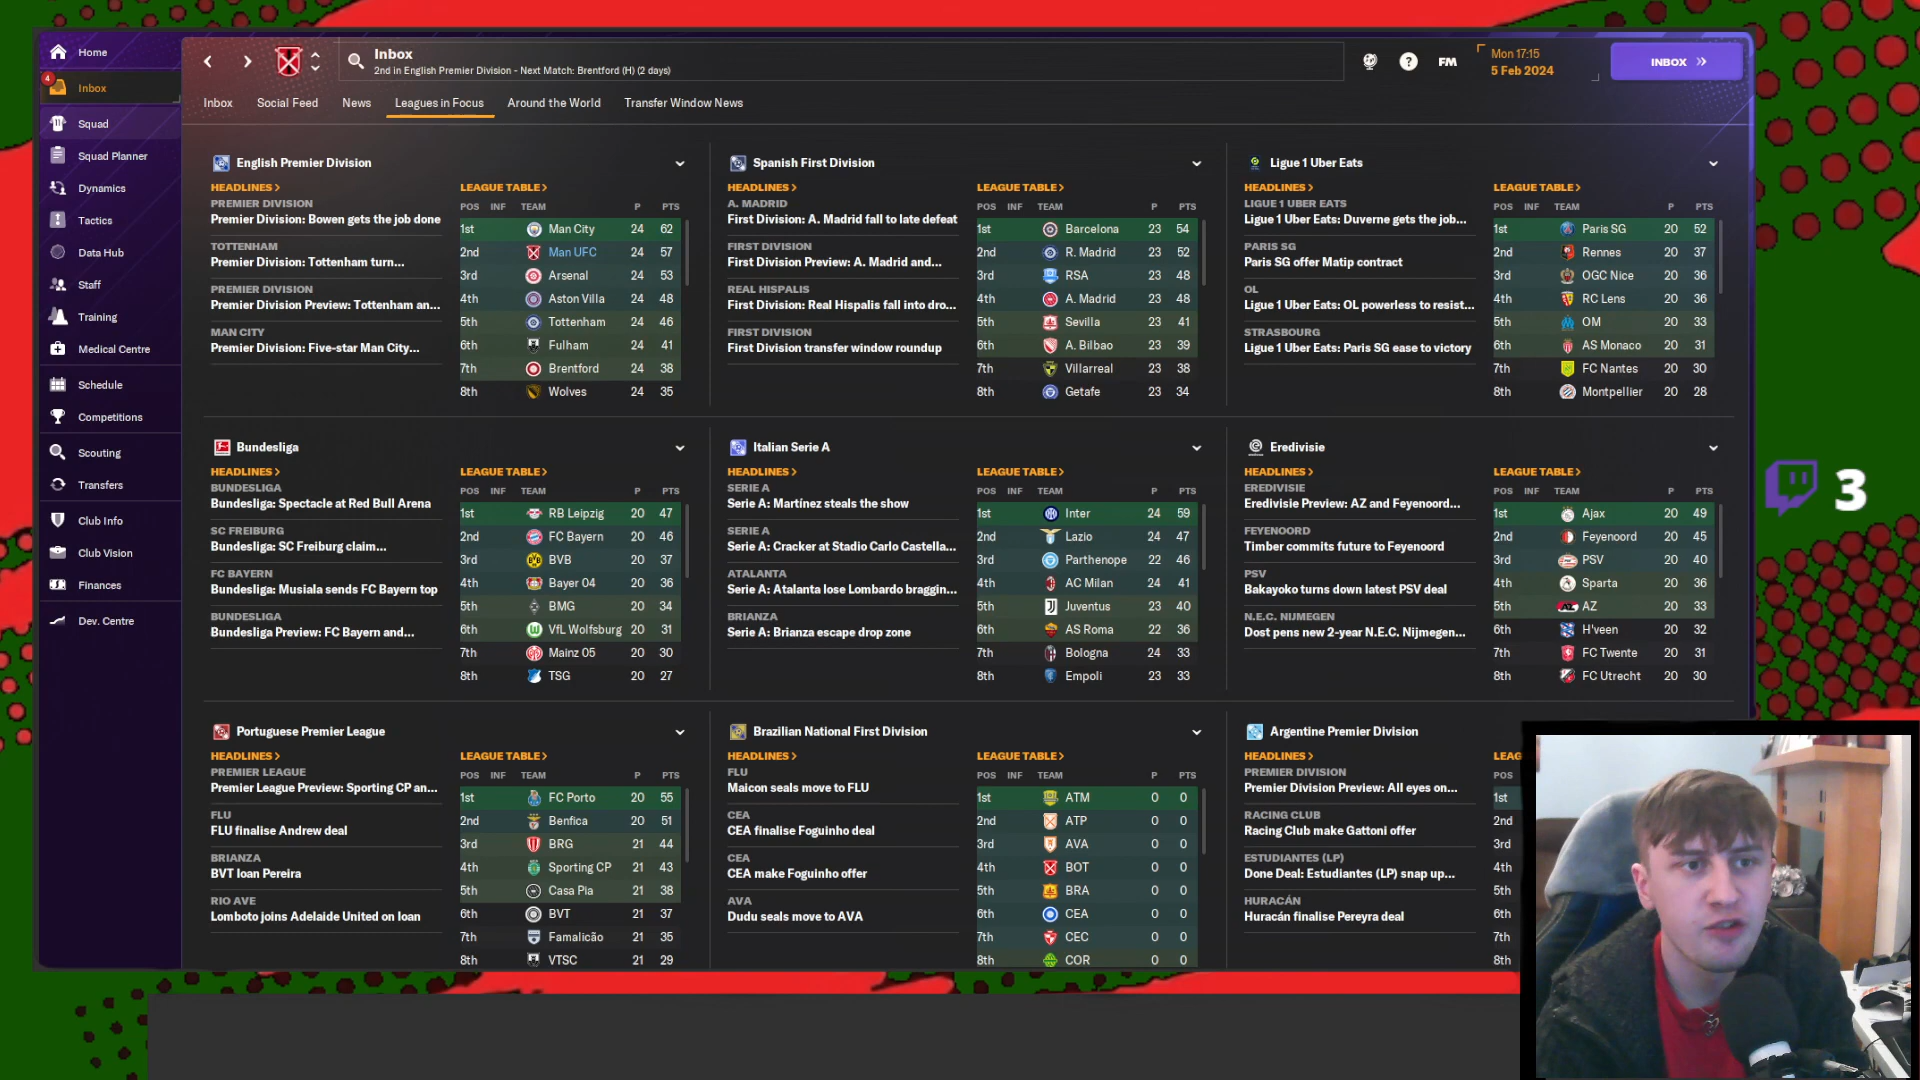 Home
4
Inbox
Squad
Squad Planner
Dynamics
Tactics
Data Hub
Staff
Training
Medical Centre
Schedule
Competitions
Scouting
Transfers
Club Info
Club Vision
Finances
Dev. Centre
Inbox
2nd in English Premier Division - Next Match: Brentford (H) (2 days)
?
FM
Mon 17:15
5 Feb 2024
INBOX
Inbox Social Feed News Leagues in Focus Around the World Transfer Window News
English Premier Division
HEADLINES >
PREMIER DIVISION
Premier Division: Bowen gets the job done
TOTTENHAM
Premier Division: Tottenham turn...
PREMIER DIVISION
Premier Division Preview: Tottenham an...
MAN CITY
Premier Division: Five-star Man City...
LEAGUE TABLE >
POS INF TEAM P PTS
1st Man City 24 62
2nd Man UFC 24 57
3rd Arsenal 24 53
4th Aston Villa 24 48
5th Tottenham 24 46
6th Fulham 24 41
7th Brentford 24 38
8th Wolves 24 35
Spanish First Division
HEADLINES >
A. MADRID
First Division: A. Madrid fall to late defeat
FIRST DIVISION
First Division Preview: A. Madrid and...
REAL HISPALIS
First Division: Real Hispalis fall into dro...
FIRST DIVISION
First Division transfer window roundup
LEAGUE TABLE >
POS INF TEAM P PTS
1st Barcelona 23 54
2nd R. Madrid 23 52
3rd RSA 23 48
4th A. Madrid 23 48
5th Sevilla 23 41
6th A. Bilbao 23 39
7th Villarreal 23 38
8th Getafe 23 34
Ligue 1 Uber Eats
HEADLINES >
LIGUE 1 UBER EATS
Ligue 1 Uber Eats: Duverne gets the job...
PARIS SG
Paris SG offer Matip contract
OL
Ligue 1 Uber Eats: OL powerless to resist...
STRASBOURG
Ligue 1 Uber Eats: Paris SG ease to victory
LEAGUE TABLE >
POS INF TEAM P PTS
1st Paris SG 20 52
2nd Rennes 20 37
3rd OGC Nice 20 36
4th RC Lens 20 36
5th OM 20 33
6th AS Monaco 20 31
7th FC Nantes 20 30
8th Montpellier 20 28
Bundesliga
HEADLINES >
BUNDESLIGA
Bundesliga: Spectacle at Red Bull Arena
SC FREIBURG
Bundesliga: SC Freiburg claim...
FC BAYERN
Bundesliga: Musiala sends FC Bayern top
BUNDESLIGA
Bundesliga Preview: FC Bayern and...
LEAGUE TABLE >
POS INF TEAM P PTS
1st RB Leipzig 20 47
2nd FC Bayern 20 46
3rd BVB 20 37
4th Bayer 04 20 36
5th BMG 20 34
6th VfL Wolfsburg 20 31
7th Mainz 05 20 30
8th TSG 20 27
Italian Serie A
HEADLINES >
SERIE A
Serie A: Martínez steals the show
SERIE A
Serie A: Cracker at Stadio Carlo Castella...
ATALANTA
Serie A: Atalanta lose Lombardo braggin...
BRIANZA
Serie A: Brianza escape drop zone
LEAGUE TABLE >
POS INF TEAM P PTS
1st Inter 24 59
2nd Lazio 24 47
3rd Parthenope 22 46
4th AC Milan 24 41
5th Juventus 23 40
6th AS Roma 22 36
7th Bologna 24 33
8th Empoli 23 33
Eredivisie
HEADLINES >
EREDIVISIE
Eredivisie Preview: AZ and Feyenoord...
FEYENOORD
Timber commits future to Feyenoord
PSV
Bakayoko turns down latest PSV deal
N.E.C. NIJMEGEN
Dost pens new 2-year N.E.C. Nijmegen...
LEAGUE TABLE >
POS INF TEAM P PTS
1st Ajax 20 49
2nd Feyenoord 20 45
3rd PSV 20 40
4th Sparta 20 36
5th AZ 20 33
6th H'veen 20 32
7th FC Twente 20 31
8th FC Utrecht 20 30
3
Portuguese Premier League
HEADLINES >
PREMIER LEAGUE
Premier League Preview: Sporting CP an...
FLU
FLU finalise Andrew deal
BRIANZA
BVT loan Pereira
RIO AVE
Lomboto joins Adelaide United on loan
LEAGUE TABLE >
POS INF TEAM P PTS
1st FC Porto 20 55
2nd Benfica 20 51
3rd BRG 21 44
4th Sporting CP 21 43
5th Casa Pia 21 38
6th BVT 21 37
7th Famalicão 21 35
8th VTSC 21 29
Brazilian National First Division
HEADLINES >
FLU
Maicon seals move to FLU
CEA
CEA finalise Foguinho deal
CEA
CEA make Foguinho offer
AVA
Dudu seals move to AVA
LEAGUE TABLE >
POS INF TEAM P PTS
1st ATM 0 0
2nd ATP 0 0
3rd AVA 0 0
4th BOT 0 0
5th BRA 0 0
6th CEA 0 0
7th CEC 0 0
8th COR 0 0
Argentine Premier Division
HEADLINES >
PREMIER DIVISION
Premier Division Preview: All eyes on...
RACING CLUB
Racing Club make Gattoni offer
ESTUDIANTES (LP)
Done Deal: Estudiantes (LP) snap up...
HURACÁN
Huracán finalise Pereyra deal
LEAG
POS
1st
2nd
3rd
4th
5th
6th
7th
8th